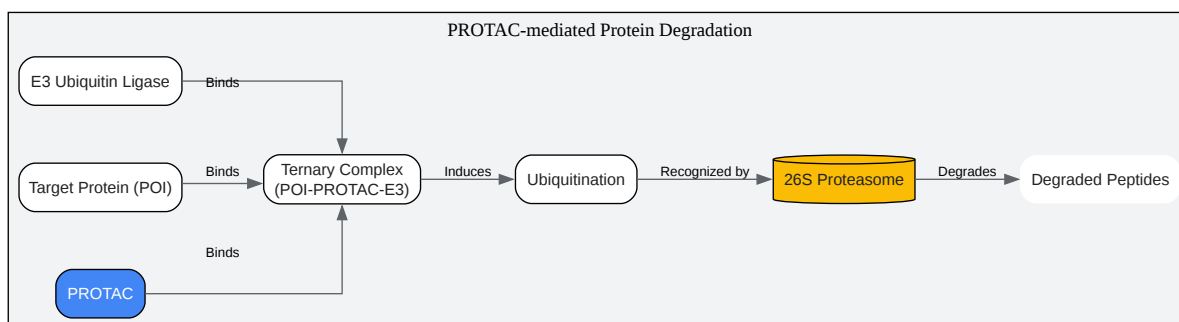 PROTAC-mediated Protein Degradation
E3 Ubiquitin Ligase
Binds
Target Protein (POI)
Binds
Ternary Complex
(POI-PROTAC-E3)
Induces
Ubiquitination
Recognized by
26S Proteasome
Degrades
Degraded Peptides
Binds
PROTAC